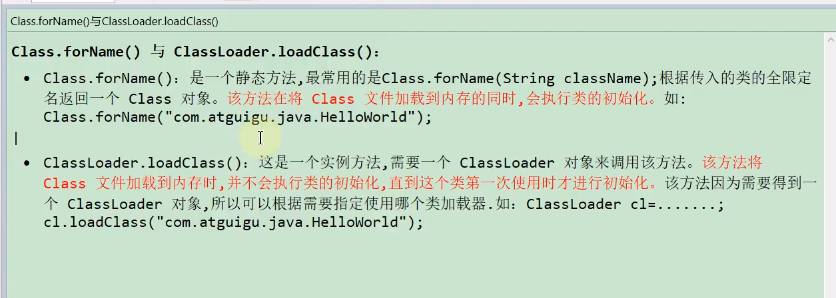 Class.forName()与ClassLoader.loadClass()
Class.forName() 与 ClassLoader.loadClass():
• Class.forName(): 是一个静态方法,最常用的是Class.forName(String className);根据传入的类的全限定
名返回一个 Class 对象。该方法在将 Class 文件加载到内存的同时,会执行类的初始化。如:
Class.forName("com.atguigu.java.HelloWorld");
• ClassLoader.loadClass(): 这是一个实例方法,需要一个 ClassLoader 对象来调用该方法。该方法将
Class 文件加载到内存时,并不会执行类的初始化,直到这个类第一次使用时才进行初始化。该方法因为需要得到一
个 ClassLoader 对象,所以可以根据需要指定使用哪个类加载器.如: ClassLoader cl=.......;
cl.loadClass("com.atguigu.java.HelloWorld");